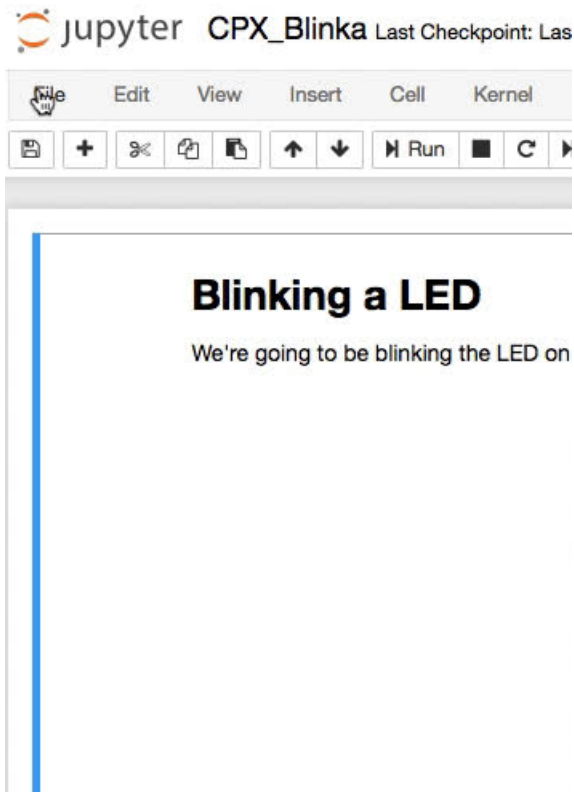 jupyter CPX_Blinka Last Checkpoint: Las
File Edit View Insert Cell Kernel
Run
Blinking a LED
We're going to be blinking the LED on